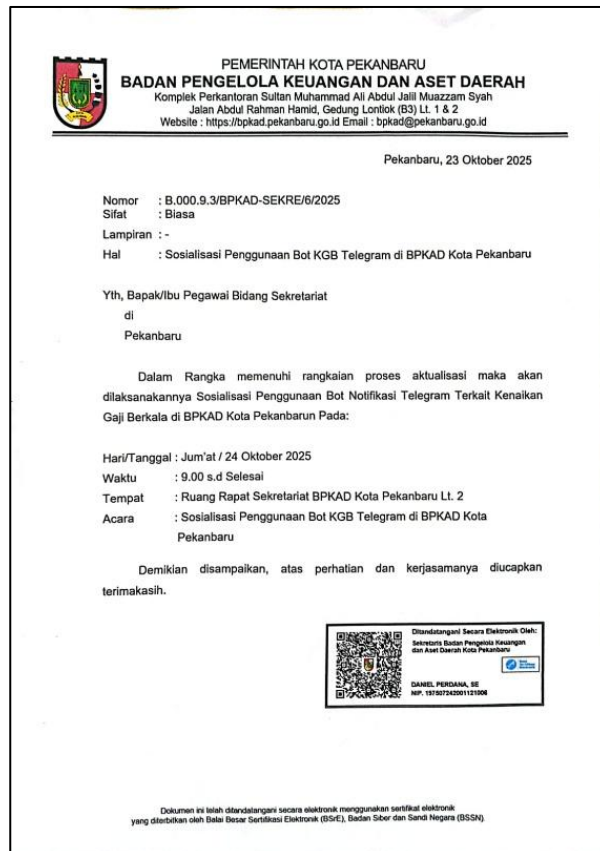 PEMERINTAH KOTA PEKANBARU
BADAN PENGELOLA KEUANGAN DAN ASET DAERAH
Komplek Perkantoran Sultan Muhammad Ali Abdul Jalil Muazzam Syah
Jalan Abdul Rahman Hamid, Gedung Lontiok (B3) Lt. 1 & 2
Website : https://bpkad.pekanbaru.go.id Email : bpkad@pekanbaru.go.id
Pekanbaru, 23 Oktober 2025
Nomor : B.000.9.3/BPKAD-SEKRE/6/2025
Sifat : Biasa
Lampiran : -
Hal : Sosialisasi Penggunaan Bot KGB Telegram di BPKAD Kota Pekanbaru
Yth, Bapak/Ibu Pegawai Bidang Sekretariat
di
Pekanbaru
Dalam Rangka memenuhi rangkaian proses aktualisasi maka akan
dilaksanakannya Sosialisasi Penggunaan Bot Notifikasi Telegram Terkait Kenaikan
Gaji Berkala di BPKAD Kota Pekanbarun Pada:
Hari/Tanggal : Jum'at / 24 Oktober 2025
Waktu : 9.00 s.d Selesai
Tempat : Ruang Rapat Sekretariat BPKAD Kota Pekanbaru Lt. 2
Acara : Sosialisasi Penggunaan Bot KGB Telegram di BPKAD Kota
Pekanbaru
Demikian disampaikan, atas perhatian dan kerjasamanya diucapkan
terimakasih.
Ditandatangani Secara Elektronik Oleh:
Sekretaris Badan Pengelola Keuangan
dan Aset Daerah Kota Pekanbaru
DANIEL PERDANA, SE
NIP. 197507242001121006
Dokumen ini telah ditandatangani secara elektronik menggunakan sertifikat elektronik
yang diterbitkan oleh Balai Besar Sertifikasi Elektronik (BSrE), Badan Siber dan Sandi Negara (BSSN)